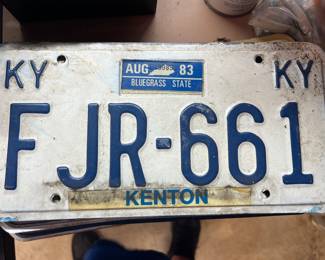 AUG 83
KY BLUEGRASS STATE KY
FJR-661
KENTON